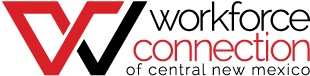 workforce
connection
of central new mexico